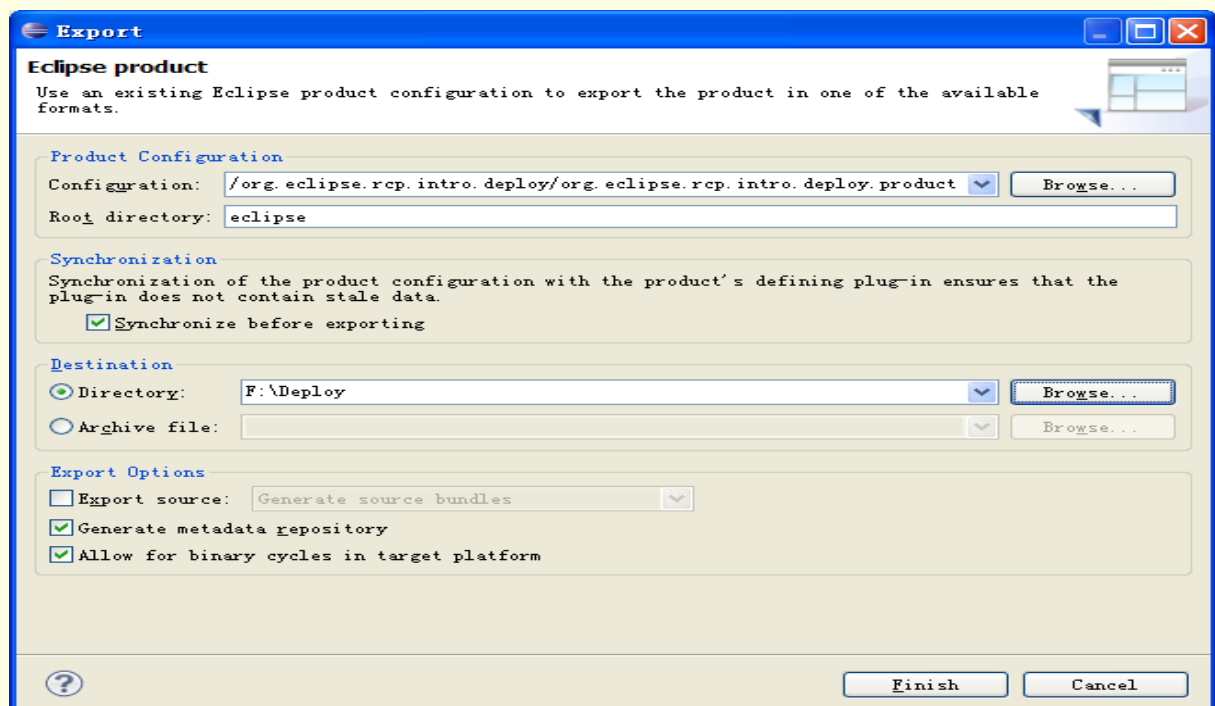 Export
Eclipse product
Use an existing Eclipse product configuration to export the product in one of the available
formats.
Product Configuration
Configuration: /org.eclipse.rcp.intro.deploy/org.eclipse.rcp.intro.deploy.product Browse...
Root directory: eclipse
Synchronization
Synchronization of the product configuration with the product's defining plug-in ensures that the
plug-in does not contain stale data.
Synchronize before exporting
Destination
Directory: F:\Deploy Browse...
Archive file: Browse...
Export Options
Export source: Generate source bundles
Generate metadata repository
Allow for binary cycles in target platform
? Finish Cancel